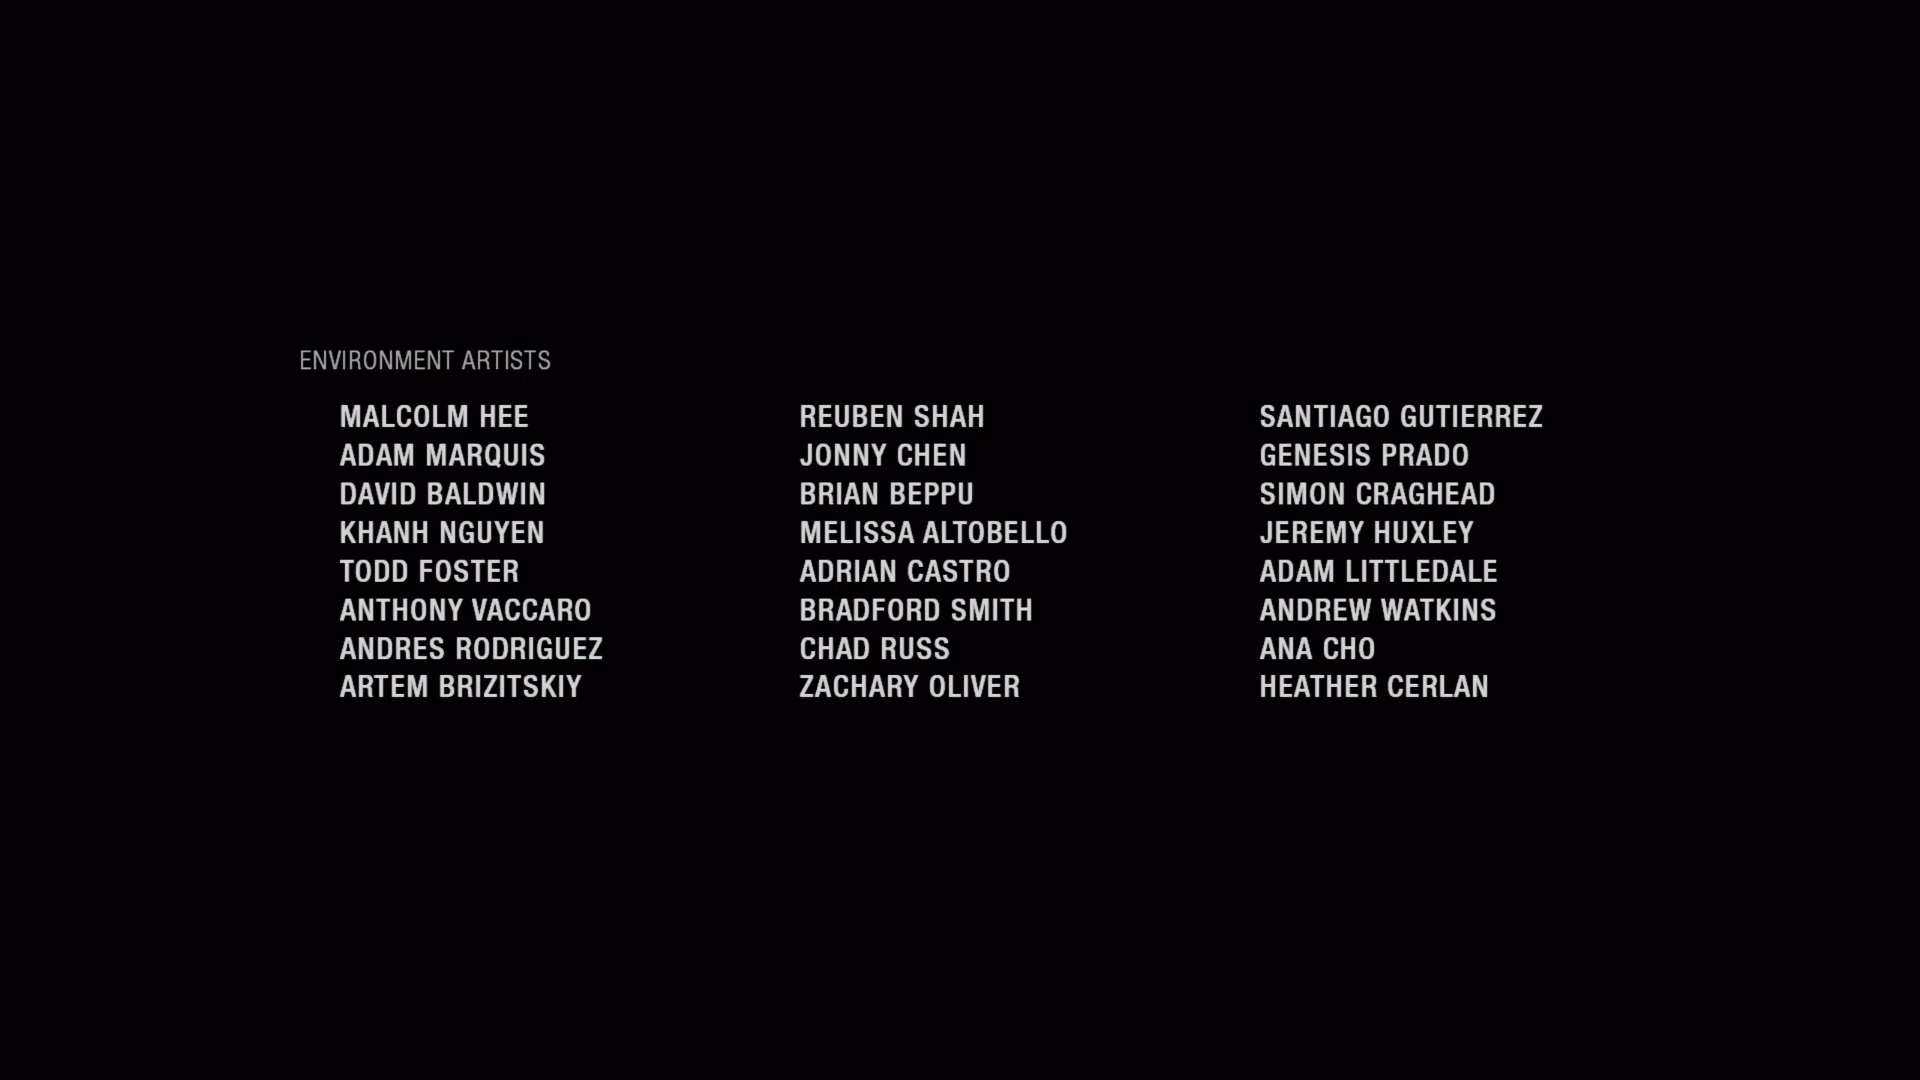 ENVIRONMENT ARTISTS
MALCOLM HEE
ADAM MARQUIS
DAVID BALDWIN
KHANH NGUYEN
TODD FOSTER
ANTHONY VACCARO
ANDRES RODRIGUEZ
ARTEM BRIZITSKIY
REUBEN SHAH
JONNY CHEN
BRIAN BEPPU
MELISSA ALTOBELLO
ADRIAN CASTRO
BRADFORD SMITH
CHAD RUSS
ZACHARY OLIVER
SANTIAGO GUTIERREZ
GENESIS PRADO
SIMON CRAGHEAD
JEREMY HUXLEY
ADAM LITTLEDALE
ANDREW WATKINS
ANA CHO
HEATHER CERLAN